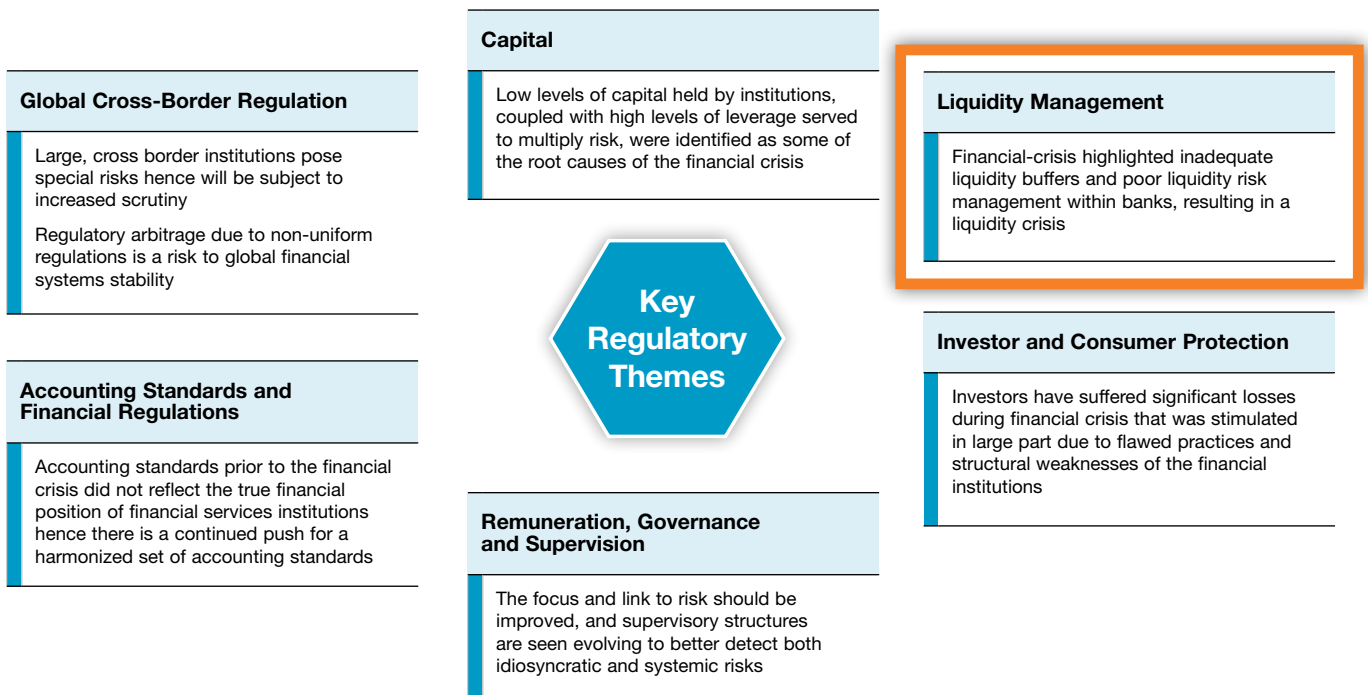 Capital
Low levels of capital held by institutions,
coupled with high levels of leverage served
to multiply risk, were identified as some of
the root causes of the financial crisis
Global Cross-Border Regulation
Large, cross border institutions pose
special risks hence will be subject to
increased scrutiny
Regulatory arbitrage due to non-uniform
regulations is a risk to global financial
systems stability
Liquidity Management
Financial-crisis highlighted inadequate
liquidity buffers and poor liquidity risk
management within banks, resulting in a
liquidity crisis
Key
Regulatory
Themes
Accounting Standards and
Financial Regulations
Accounting standards prior to the financial
crisis did not reflect the true financial
position of financial services institutions
hence there is a continued push for a
harmonized set of accounting standards
Investor and Consumer Protection
Investors have suffered significant losses
during financial crisis that was stimulated
in large part due to flawed practices and
structural weaknesses of the financial
institutions
Remuneration, Governance
and Supervision
The focus and link to risk should be
improved, and supervisory structures
are seen evolving to better detect both
idiosyncratic and systemic risks